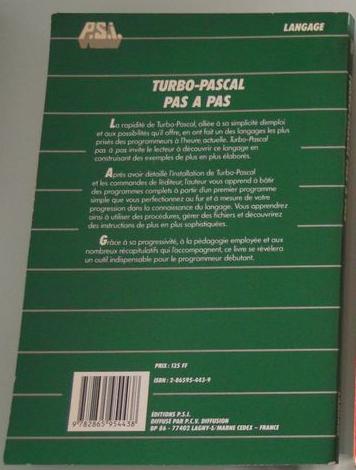 P.S.I.
LANGAGE
TURBO-PASCAL
PAS A PAS
La rapidité de Turbo-Pascal, alliée à sa simplicité d'emploi
et aux possibilités qu'il offre, en ont fait un des langages les plus
prisés des programmeurs à l'heure actuelle. Turbo-Pascal
pas à pas invite le lecteur à découvrir ce langage en
construisant des exemples de plus en plus élaborés.
Après avoir détaillé l'installation de Turbo-Pascal
et les commandes de l'éditeur, l'auteur vous apprend à bâtir
des programmes complets à partir d'un premier programme
simple que vous perfectionnez au fur et à mesure de votre
progression dans la connaissance du langage. Vous apprendrez
ainsi à utiliser des procédures, gérer des fichiers et découvrirez
des instructions de plus en plus sophistiquées.
Grâce à sa progressivité, à la pédagogie employée et aux
nombreux récapitulatifs qui l'accompagnent, ce livre se révélera
un outil indispensable pour le programmeur débutant.
PRIX : 125 FF
ISBN : 2-86595-443-9
9 782865 954438
ÉDITIONS P.S.I.
DIFFUSÉ PAR P.C.V. DIFFUSION
BP 86 - 77402 LAGNY-S/MARNE CEDEX - FRANCE